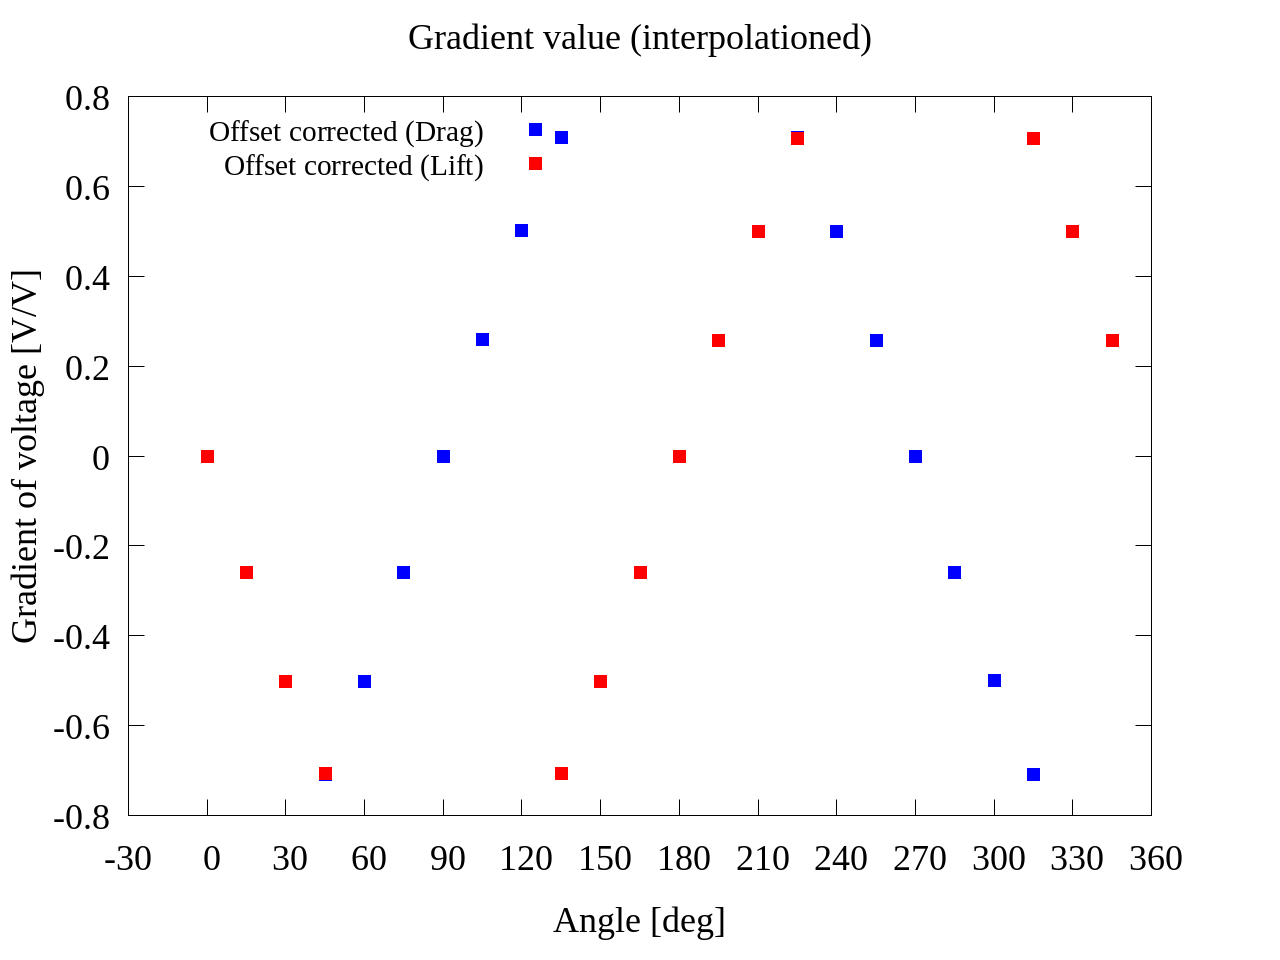 Gradient value (interpolationed)
0.8
Offset corrected (Drag)
Offset corrected (Lift)
0.6
0.4
0.2
0
-0.2
-0.4
-0.6
-0.8
Gradient of voltage [V/V]
-30 0 30 60 90 120 150 180 210 240 270 300 330 360
Angle [deg]